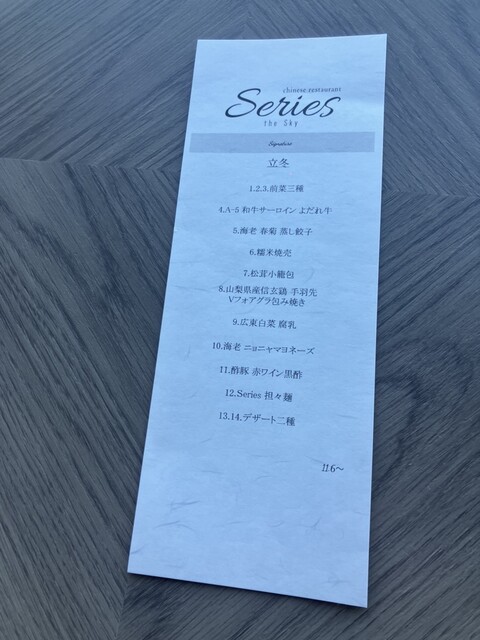 chinese restaurant
Series
the Sky
Signature
立冬
1.2.3.前菜三種
4.A-5 和牛サーロイン よだれ牛
5.海老 春菊 蒸し餃子
6.糯米焼売
7.松茸小籠包
8.山梨県産信玄鶏 手羽先
Vフォアグラ包み焼き
9.広東白菜 腐乳
10.海老 ニョニャマヨネーズ
11.酢豚 赤ワイン黒酢
12.Series 担々麺
13.14.デザート二種
11.6～